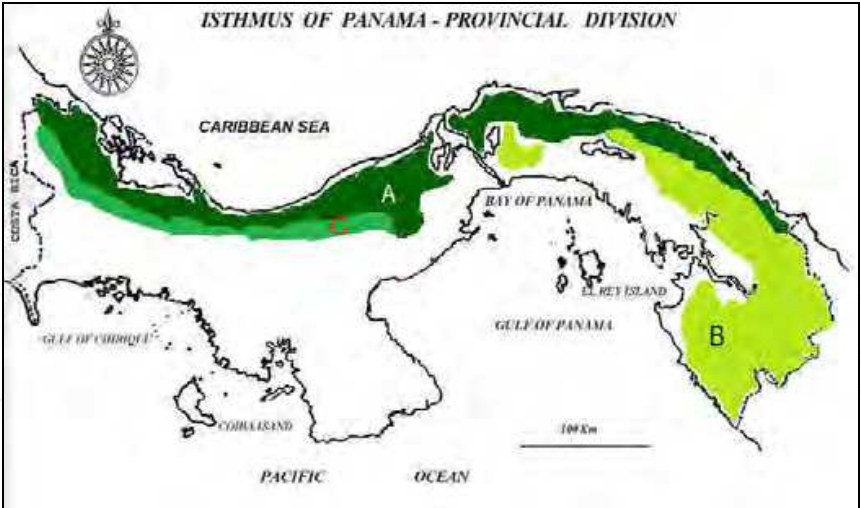 ISTHMUS OF PANAMA - PROVINCIAL DIVISION
CARIBBEAN SEA
COSTA RICA
A
C
BAY OF PANAMA
EL REY ISLAND
GULF OF PANAMA
B
GULF OF CHIRIQUI
100 Km
PACIFIC OCEAN